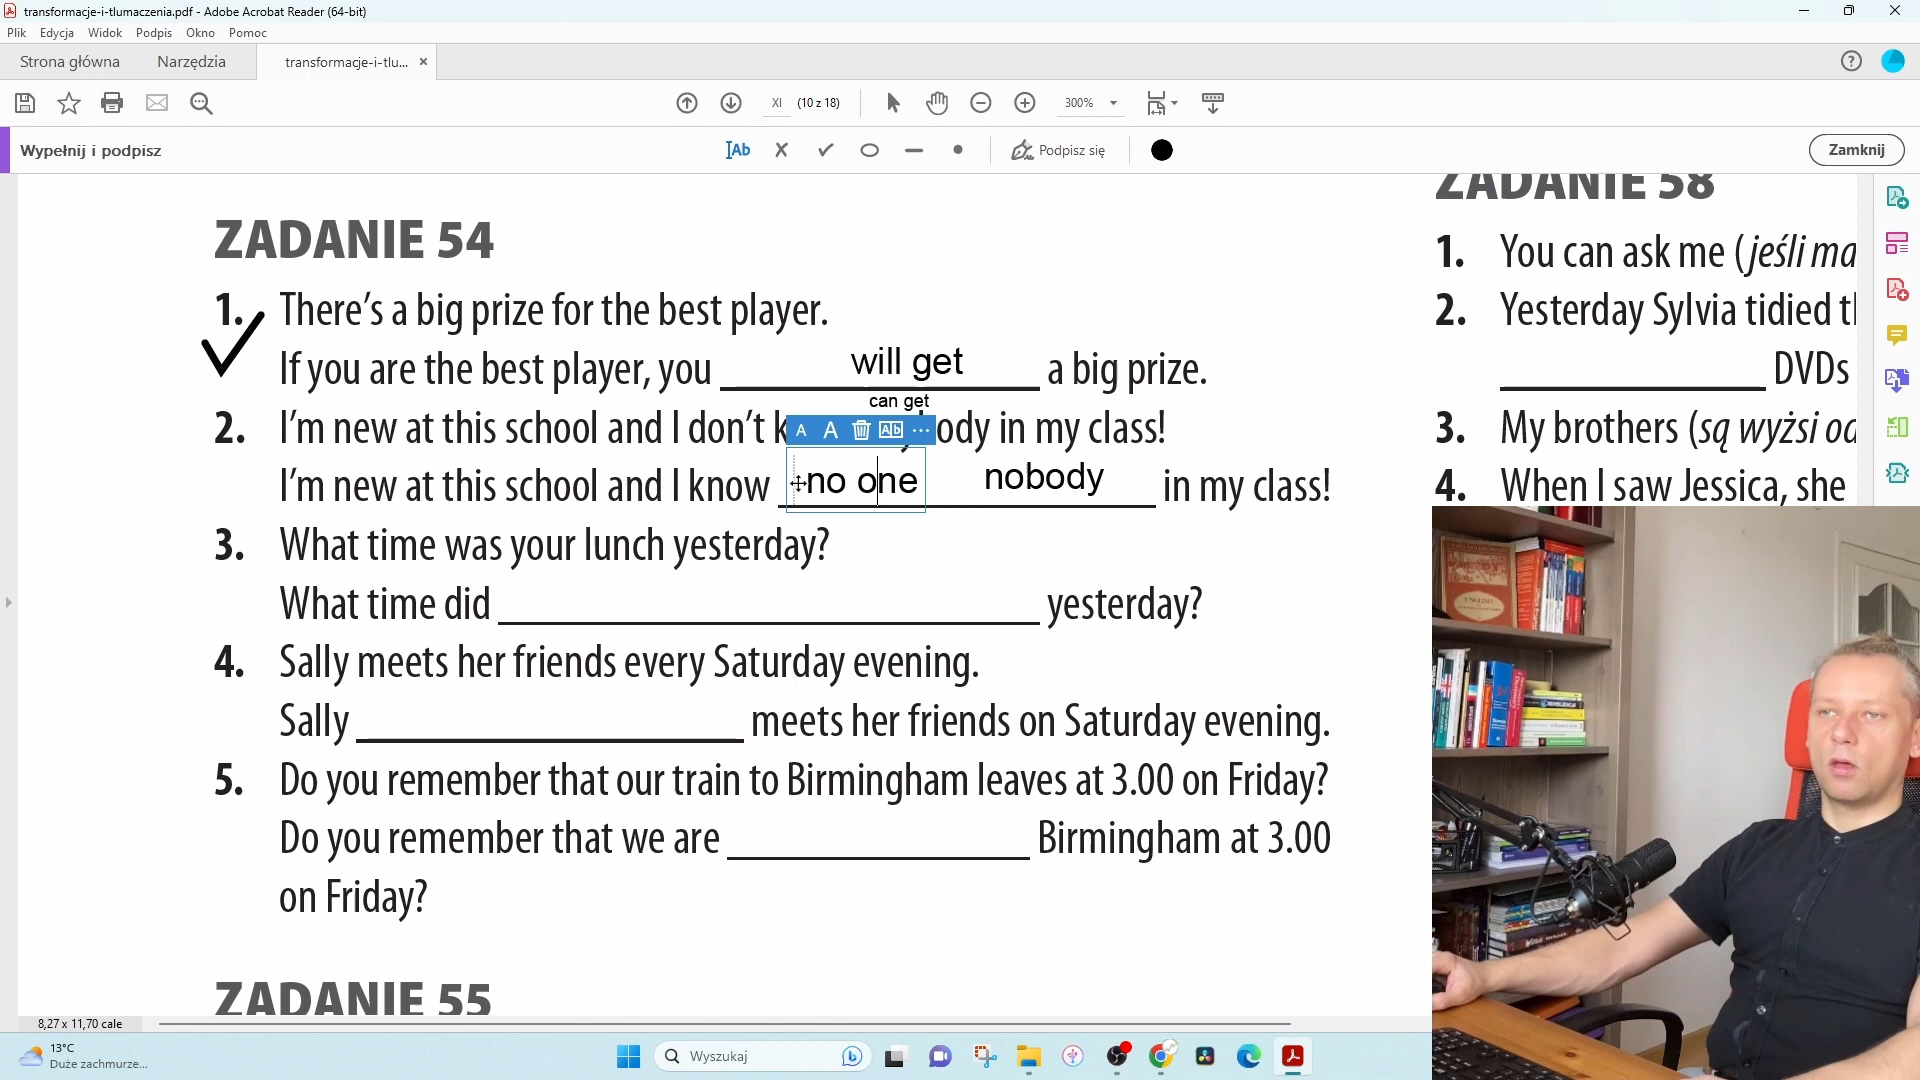 transformacje-i-tlumaczenia.pdf - Adobe Acrobat Reader (64-bit)
Plik Edycja Widok Podpis Okno Pomoc
Strona główna Narzędzia transformacje-i-tlu... ×
XI (10 z 18) 300%
Wypełnij i podpisz Ab Podpisz się Zamknij
ZADANIE 54
1. There's a big prize for the best player.
If you are the best player, you will get a big prize.
can get
2. I'm new at this school and I don't k ody in my class!
A A Ab ...
I'm new at this school and I know no one nobody in my class!
3. What time was your lunch yesterday?
What time did yesterday?
4. Sally meets her friends every Saturday evening.
Sally meets her friends on Saturday evening.
5. Do you remember that our train to Birmingham leaves at 3.00 on Friday?
Do you remember that we are Birmingham at 3.00
on Friday?
ZADANIE 55
ZADANIE 58
1. You can ask me (jeśli ma
2. Yesterday Sylvia tidied tl
DVDs
3. My brothers (są wyżsi od
4. When I saw Jessica, she
ENGLISH
8,27 x 11,70 cale
13°C
Duże zachmurze...
Wyszukaj